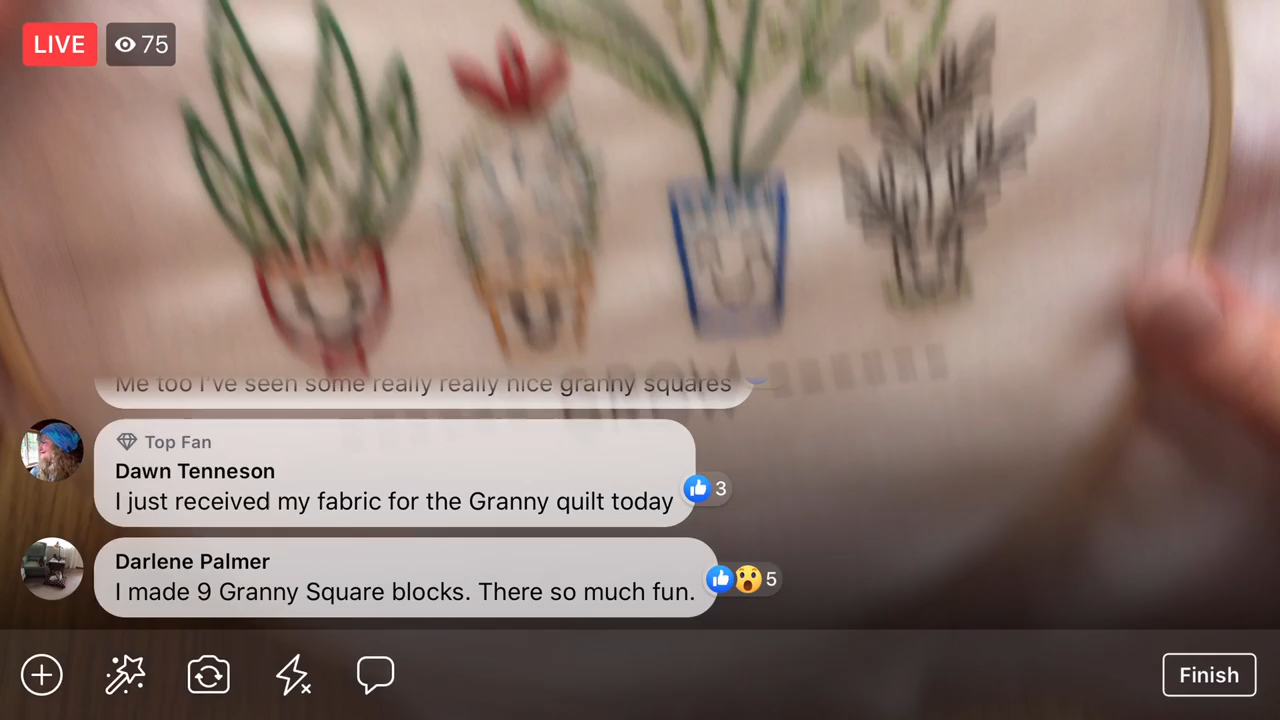 LIVE
75
Me too I've seen some really really nice granny squares
Top Fan
Dawn Tenneson
I just received my fabric for the Granny quilt today
3
Darlene Palmer
I made 9 Granny Square blocks. There so much fun.
5
Finish